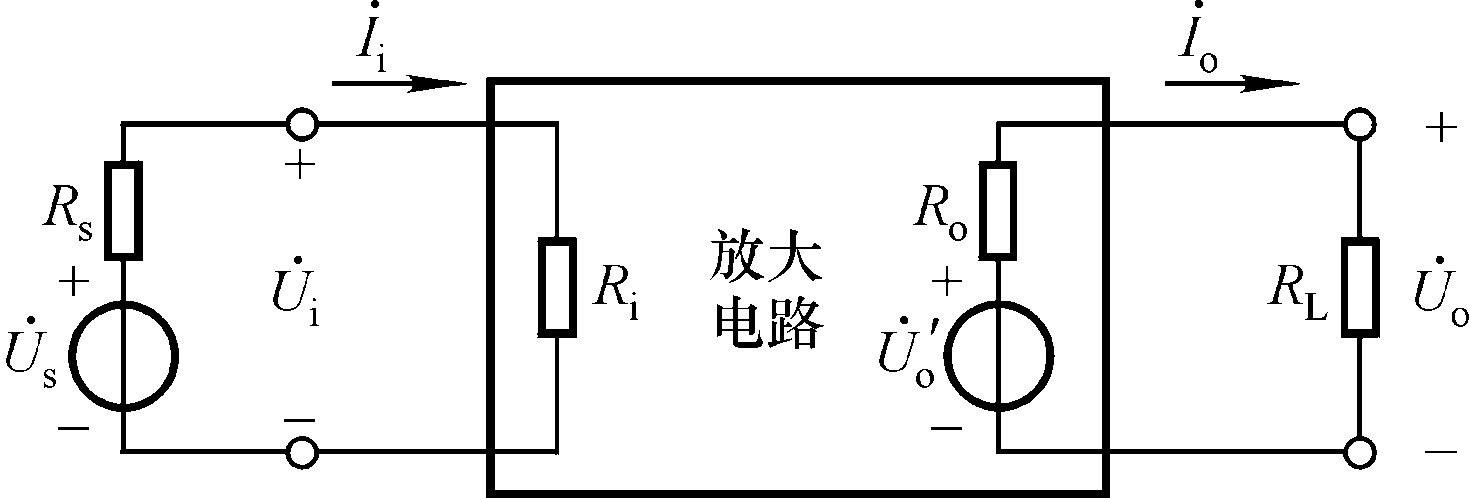 İi
İo
+
+
Rs
Ro
放大
+
U̇i
Ri
+
RL
U̇o
电路
U̇s
U̇o′
−
−
−
−